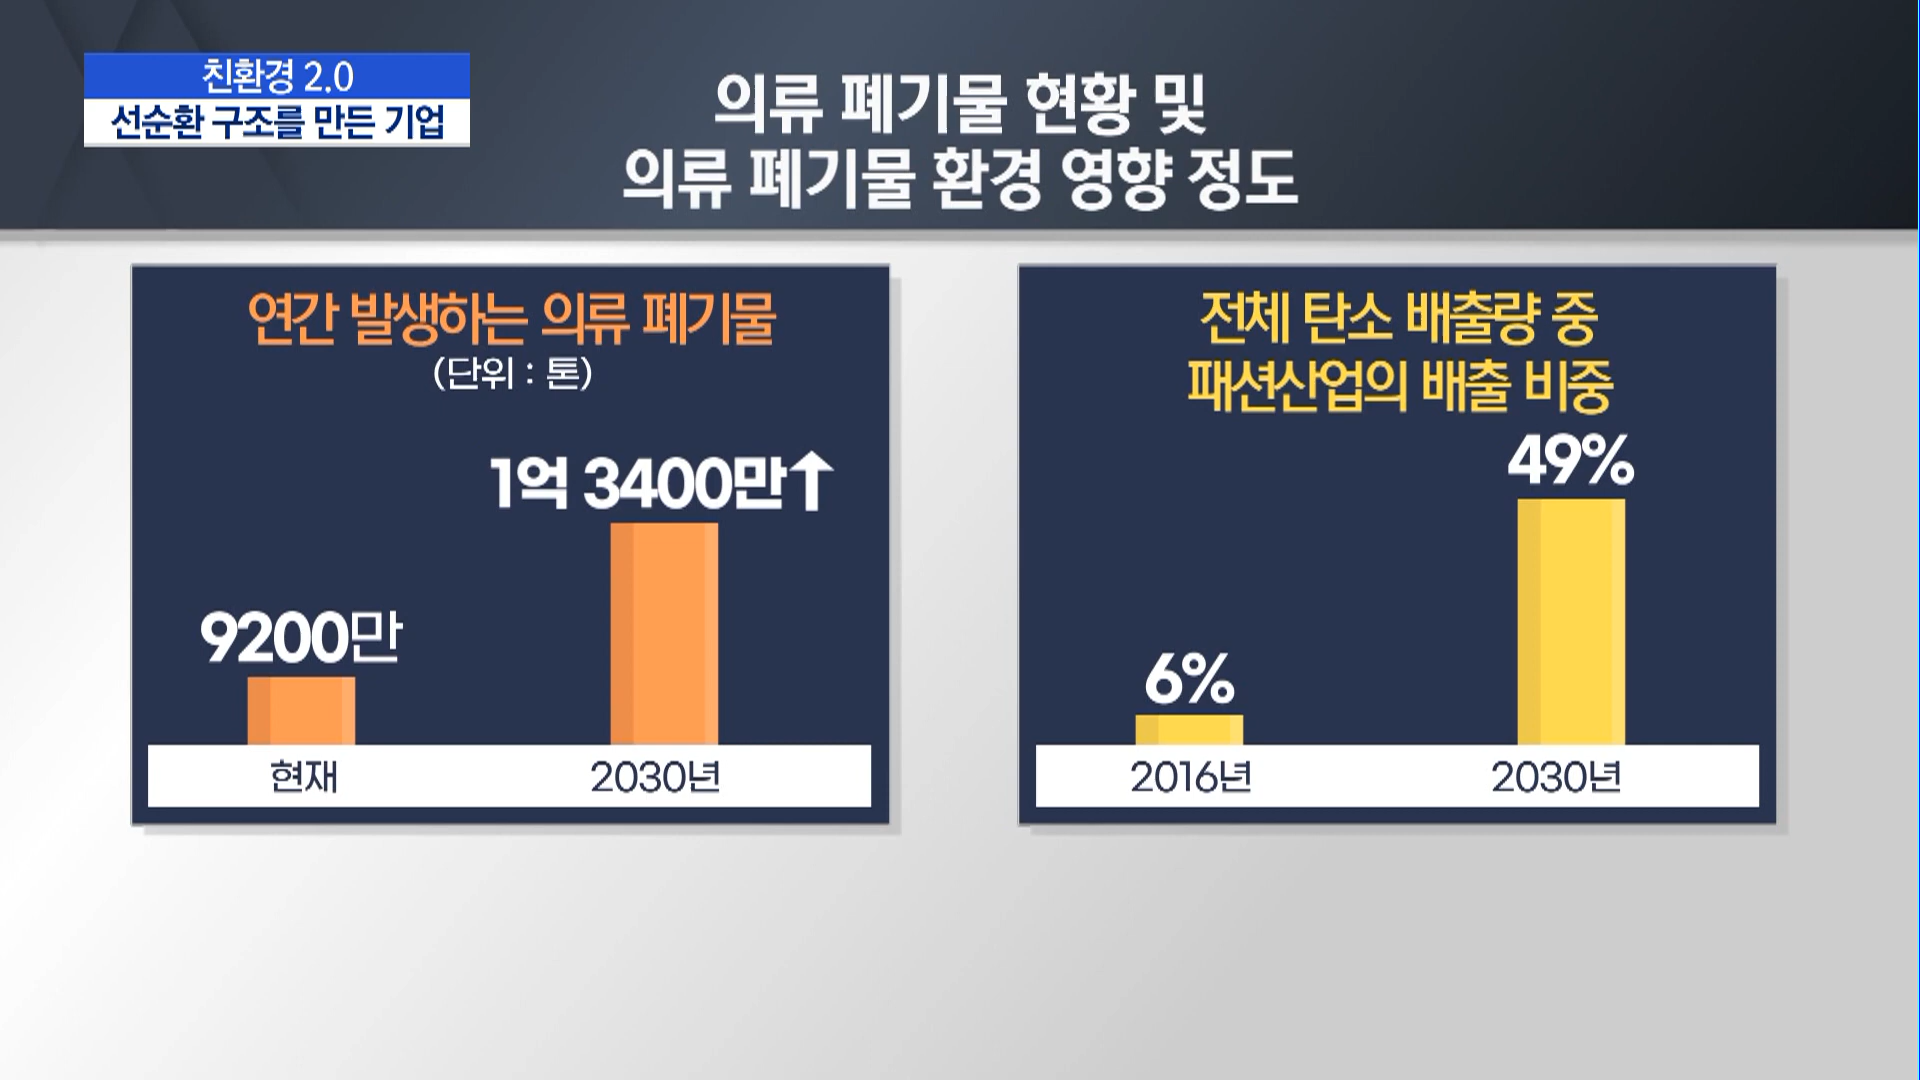 친환경 2.0
선순환 구조를 만든 기업
의류 폐기물 현황 및
의류 폐기물 환경 영향 정도
연간 발생하는 의류 폐기물
(단위 : 톤)
1억 3400만↑
9200만
현재 2030년
전체 탄소 배출량 중
패션산업의 배출 비중
49%
6%
2016년 2030년